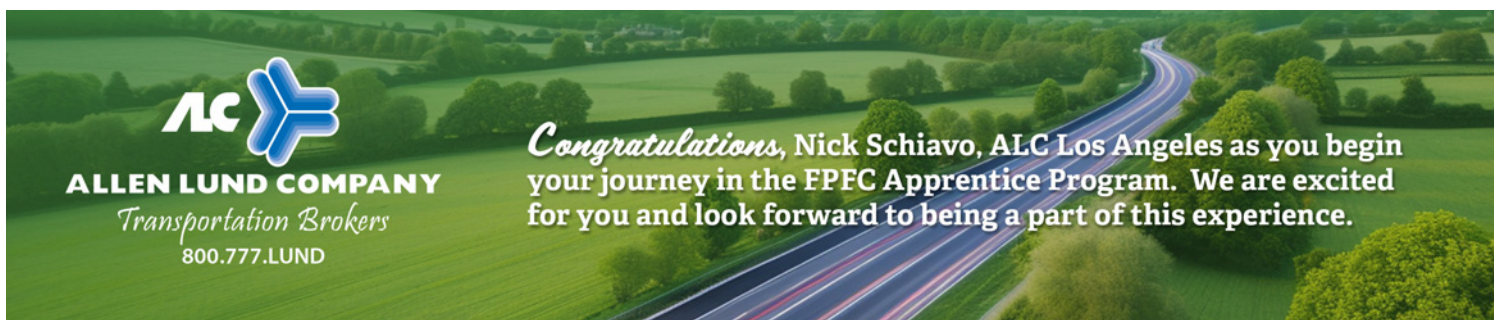 ALC
ALLEN LUND COMPANY
Transportation Brokers
800.777.LUND
Congratulations, Nick Schiavo, ALC Los Angeles as you begin
your journey in the FPFC Apprentice Program. We are excited
for you and look forward to being a part of this experience.